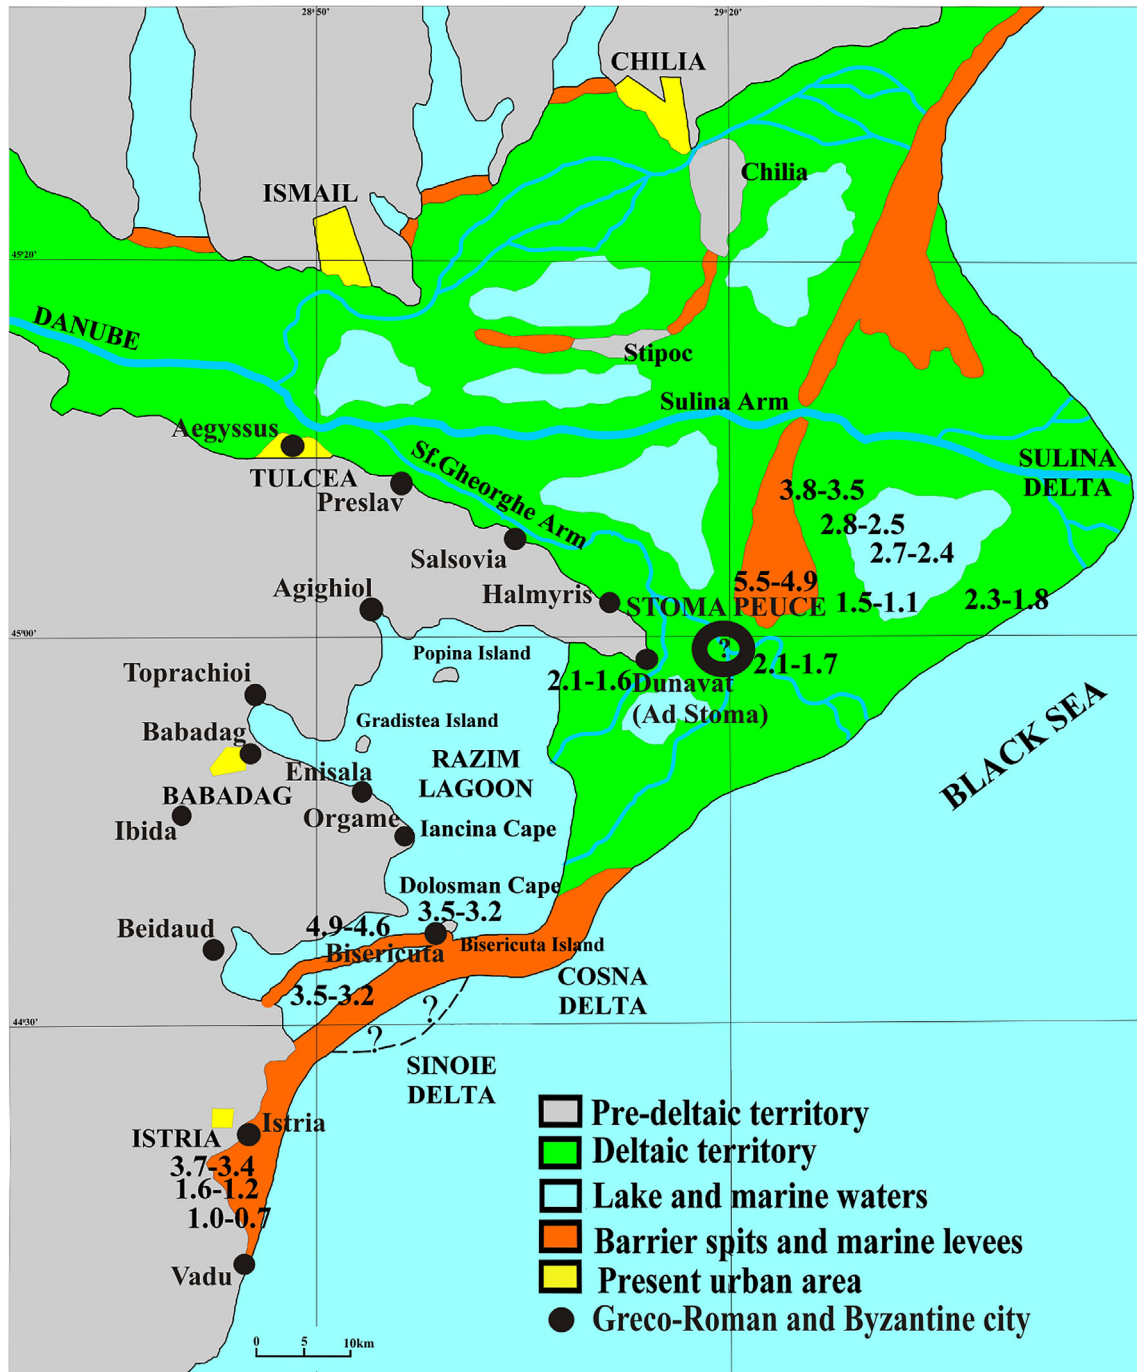 28°50'
29°20'
CHILIA
Chilia
ISMAIL
45°20'
DANUBE
Stipoc
Sulina Arm
Aegyssus
TULCEA
Sf.Gheorghe Arm
SULINA
DELTA
Preslav
3.8-3.5
2.8-2.5
2.7-2.4
Salsovia
Agighiol
Halmyris
5.5-4.9
STOMA PEUCE
1.5-1.1
2.3-1.8
45°00'
?
Popina Island
2.1-1.7
Toprachioi
2.1-1.6
Dunavat
(Ad Stoma)
Gradistea Island
Babadag
BLACK SEA
RAZIM
LAGOON
Enisala
BABADAG
Orgame
Iancina Cape
Ibida
Dolosman Cape
3.5-3.2
4.9-4.6
Beidaud
Bisericuta
Bisericuta Island
COSNA
DELTA
3.5-3.2
?
?
44°30'
SINOIE
DELTA
Istria
ISTRIA
3.7-3.4
1.6-1.2
1.0-0.7
Vadu
Pre-deltaic territory
Deltaic territory
Lake and marine waters
Barrier spits and marine levees
Present urban area
Greco-Roman and Byzantine city
0 5 10km